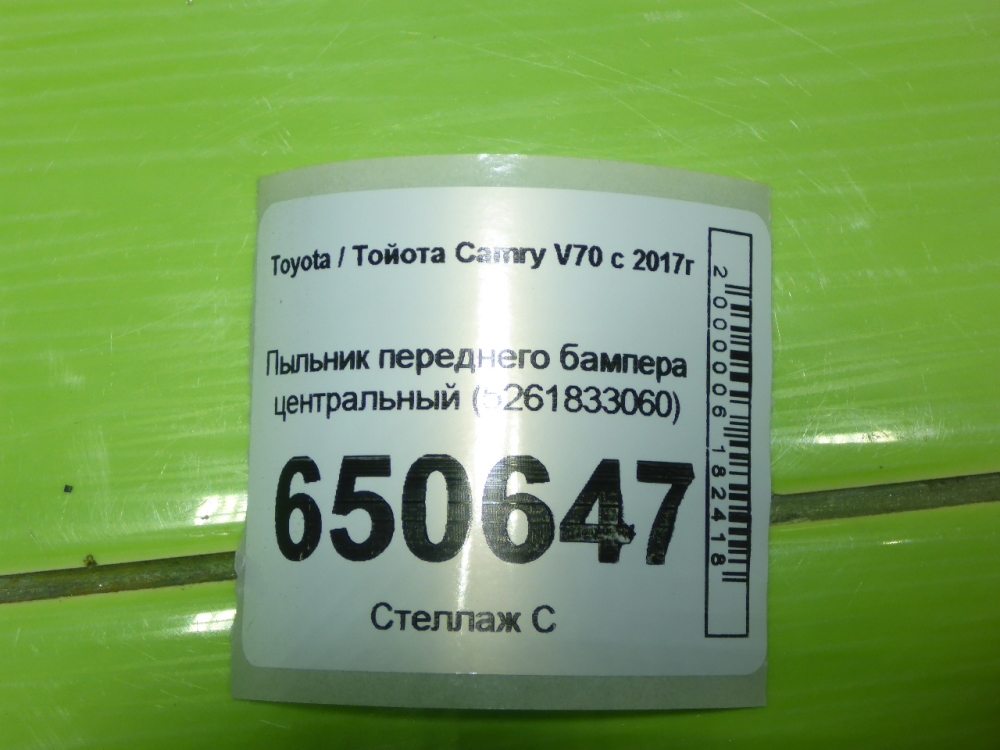 Toyota / Тойота Camry V70 с 2017г
Пыльник переднего бампера
центральный (5261833060)
650647
Стеллаж С
2000006182418